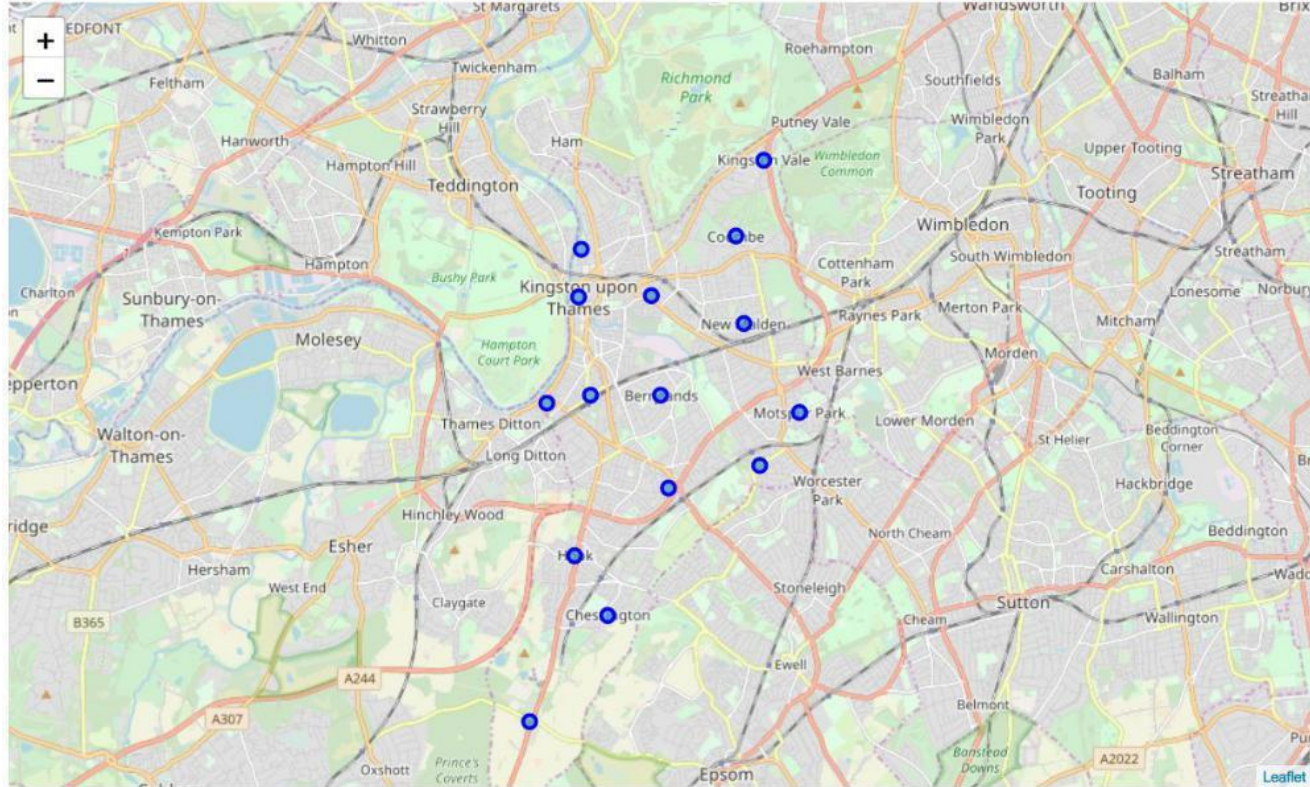 St Margarets
Wandsworth
Brix
EDFONT
+
Whitton
Roehampton
Twickenham
Richmond
Park
Southfields
Balham
−
Feltham
Streatham
Hill
Strawberry
Hill
Putney Vale
Wimbledon
Park
Hanworth
Ham
Upper Tooting
Hampton Hill
Kingston Vale
Wimbledon
Common
Streatham
Teddington
Tooting
Kempton Park
Coombe
Wimbledon
Streatham
Hampton
Bushy Park
Cottenham
Park
South Wimbledon
Charlton
Sunbury-on-
Thames
Kingston upon
Thames
Lonesome
Norbury
Merton Park
Raynes Park
Mitcham
Molesey
New Malden
Hampton
Court Park
Morden
epperton
West Barnes
Berrylands
Thames Ditton
Motspur Park
Lower Morden
Walton-on-
Thames
Long Ditton
St Helier
Beddington
Corner
Worcester
Park
Hackbridge
ridge
Hinchley Wood
North Cheam
Beddington
Esher
Hook
Hersham
Carshalton
Wadd
West End
Claygate
Stoneleigh
Sutton
B365
Chessington
Cheam
Wallington
Ewell
A244
Belmont
A307
Prince's
Coverts
Oxshott
Epsom
Banstead
Downs
A2022
Pu
Leaflet